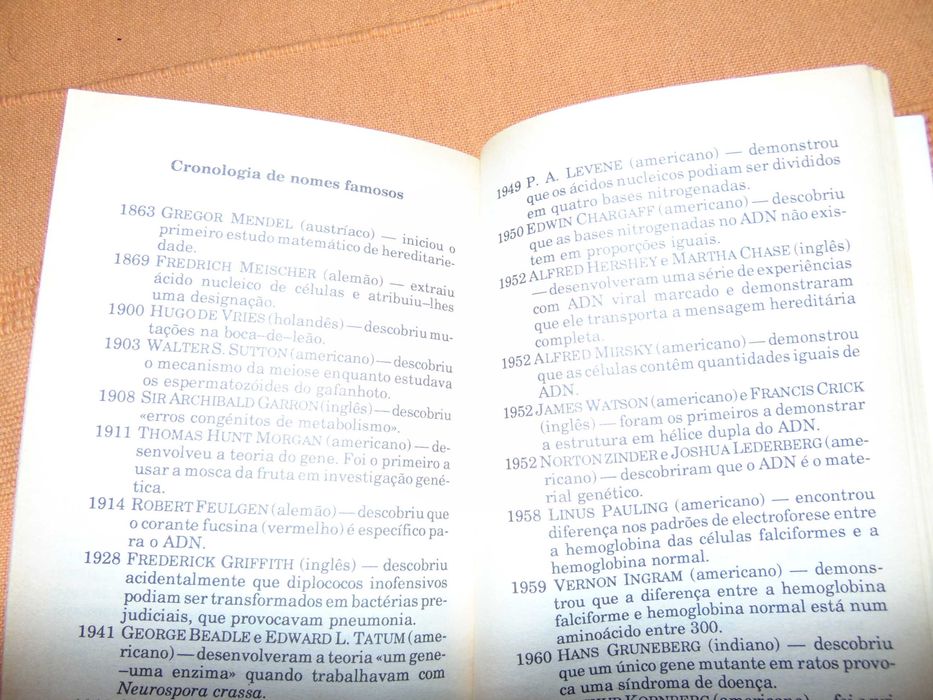 Cronologia de nomes famosos
1863 GREGOR MENDEL (austríaco) — iniciou o
primeiro estudo matemático de hereditarie-
dade.
1869 FREDRICH MEISCHER (alemão) — extraiu
ácido nucleico de células e atribuiu-lhes
uma designação.
1900 HUGO DE VRIES (holandês) — descobriu mu-
tações na boca-de-leão.
1903 WALTER S. SUTTON (americano) — descobriu
o mecanismo da meiose enquanto estudava
os espermatozóides do gafanhoto.
1908 SIR ARCHIBALD GARRON (inglês) — descobriu
«erros congénitos de metabolismo».
1911 THOMAS HUNT MORGAN (americano) — de-
senvolveu a teoria do gene. Foi o primeiro a
usar a mosca da fruta em investigação gené-
tica.
1914 ROBERT FEULGEN (alemão) — descobriu que
o corante fucsina (vermelho) é específico pa-
ra o ADN.
1928 FREDERICK GRIFFITH (inglês) — descobriu
acidentalmente que diplococos inofensivos
podiam ser transformados em bactérias pre-
judiciais, que provocavam pneumonia.
1941 GEORGE BEADLE e EDWARD L. TATUM (ame-
ricano) — desenvolveram a teoria «um gene-
-uma enzima» quando trabalhavam com
Neurospora crassa.
1949 P. A. LEVENE (americano) — demonstrou
que os ácidos nucleicos podiam ser divididos
em quatro bases nitrogenadas.
1950 EDWIN CHARGAFF (americano) — descobriu
que as bases nitrogenadas no ADN não exis-
tem em proporções iguais.
1952 ALFRED HERSHEY e MARTHA CHASE (inglês)
— desenvolveram uma série de experiências
com ADN viral marcado e demonstraram
que ele transporta a mensagem hereditária
completa.
1952 ALFRED MIRSKY (americano) — demonstrou
que as células contêm quantidades iguais de
ADN.
1952 JAMES WATSON (americano) e FRANCIS CRICK
(inglês) — foram os primeiros a demonstrar
a estrutura em hélice dupla do ADN.
1952 NORTON ZINDER e JOSHUA LEDERBERG (ame-
ricano) — descobriram que o ADN é o mate-
rial genético.
1958 LINUS PAULING (americano) — encontrou
diferença nos padrões de electroforese entre
a hemoglobina das células falciformes e a
hemoglobina normal.
1959 VERNON INGRAM (americano) — demons-
trou que a diferença entre a hemoglobina
falciforme e hemoglobina normal está num
aminoácido entre 300.
1960 HANS GRUNEBERG (indiano) — descobriu
que um único gene mutante em ratos provo-
ca uma síndroma de doença.